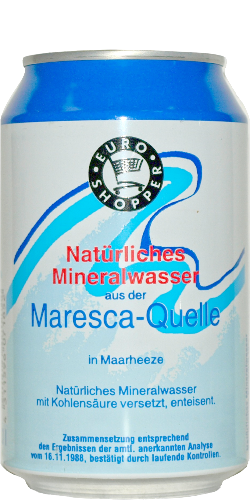 EURO
SHOPPER
Natürliches
Mineralwasser
aus der
Maresca-Quelle
in Maarheeze
Natürliches Mineralwasser
mit Kohlensäure versetzt, enteisent.
Zusammensetzung entsprechend
den Ergebnissen der amtl. anerkannten Analyse
vom 16.11.1988, bestätigt durch laufende Kontrollen.